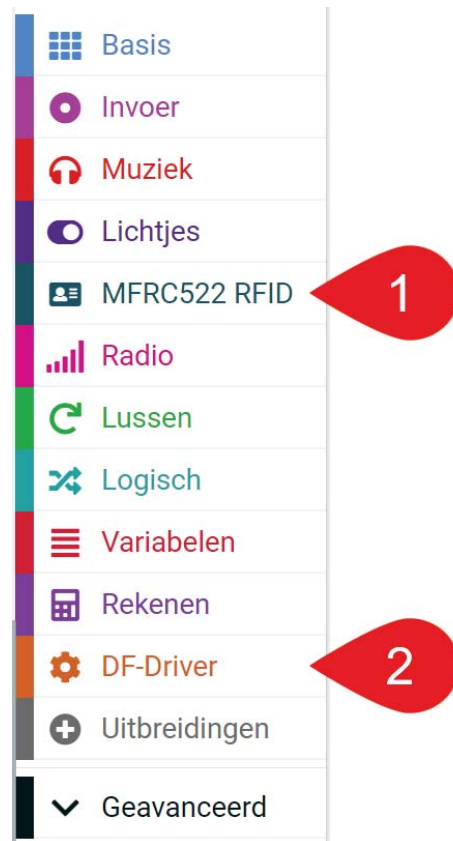 Basis
Invoer
Muziek
Lichtjes
MFRC522 RFID
1
Radio
Lussen
Logisch
Variabelen
Rekenen
DF-Driver
2
Uitbreidingen
Geavanceerd